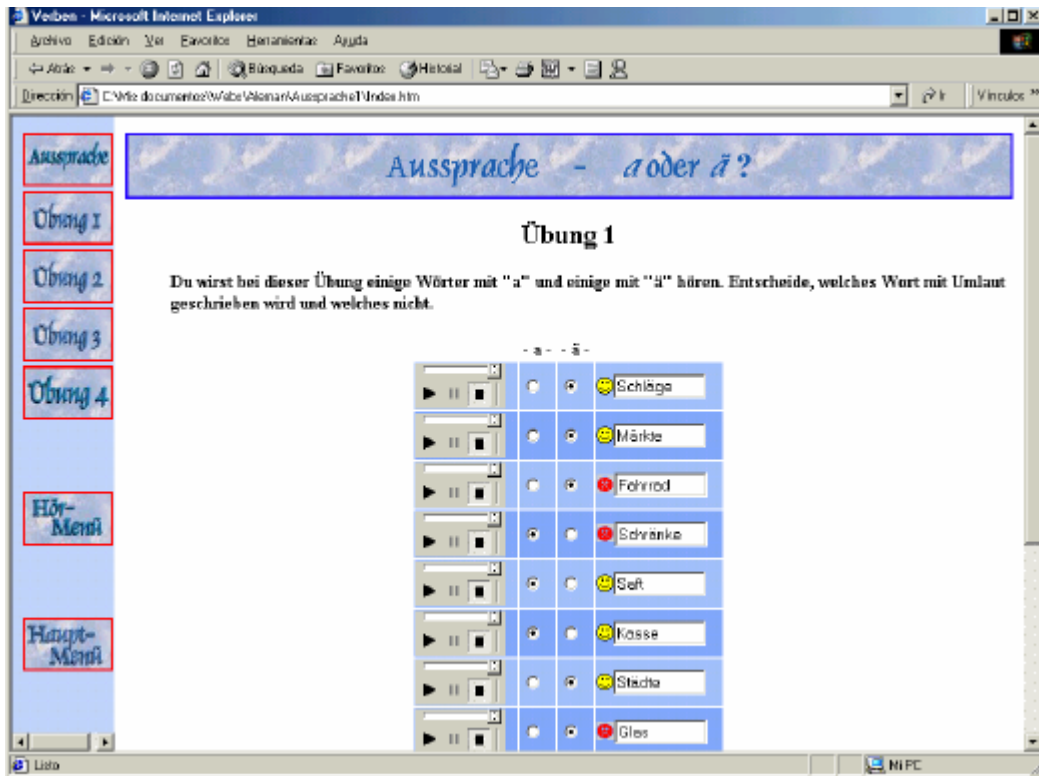 Verben - Microsoft Internet Explorer
Archivo Edición Ver Favoritos Herramientas Ayuda
Atrás Búsqueda Favoritos Historial
Dirección C:\Mis documentos\Webs\Aleman\Aussprache1\Index.htm Ir Vínculos »
Aussprache
Übung 1
Übung 2
Übung 3
Übung 4
Hör-
Menü
Haupt-
Menü
Aussprache - a oder ä ?
Übung 1
Du wirst bei dieser Übung einige Wörter mit "a" und einige mit "ä" hören. Entscheide, welches Wort mit Umlaut
geschrieben wird und welches nicht.
- a - - ä -
Schläge
Märkte
Fahrrad
Schränke
Saft
Kasse
Städte
Glas
Listo Mi PC